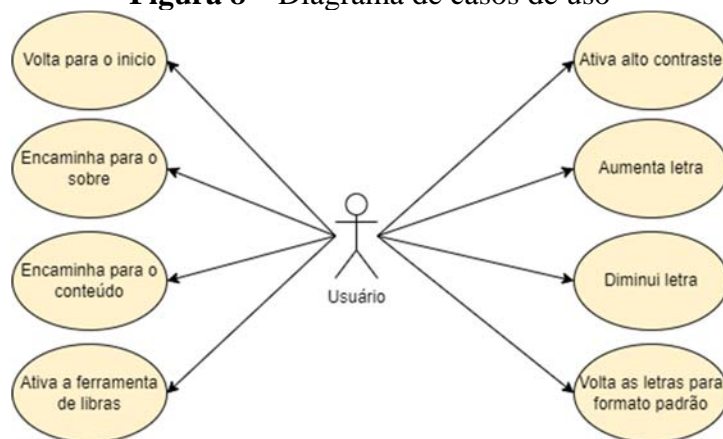 Figura 8 – Diagrama de casos de uso
Volta para o inicio
Encaminha para o
sobre
Encaminha para o
conteúdo
Ativa a ferramenta
de libras
Usuário
Ativa alto contraste
Aumenta letra
Diminui letra
Volta as letras para
formato padrão